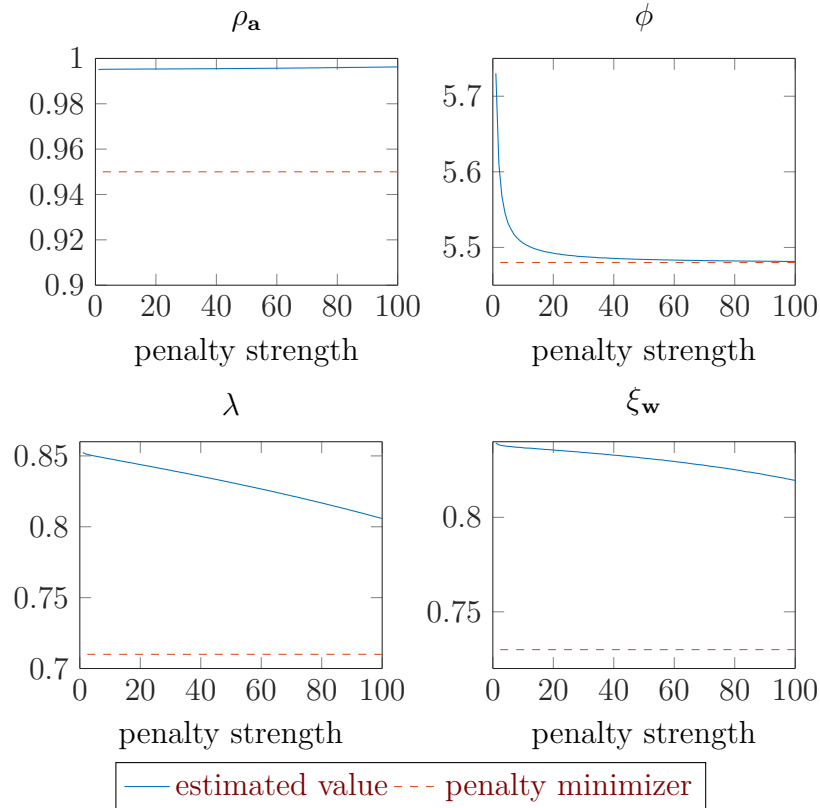 ρₐ
ϕ
1
0.98
0.96
0.94
0.92
0.9
0 20 40 60 80 100
penalty strength
5.7
5.6
5.5
0 20 40 60 80 100
penalty strength
λ
ξ_w
0.85
0.8
0.75
0.7
0 20 40 60 80 100
penalty strength
0.8
0.75
0 20 40 60 80 100
penalty strength
estimated value penalty minimizer